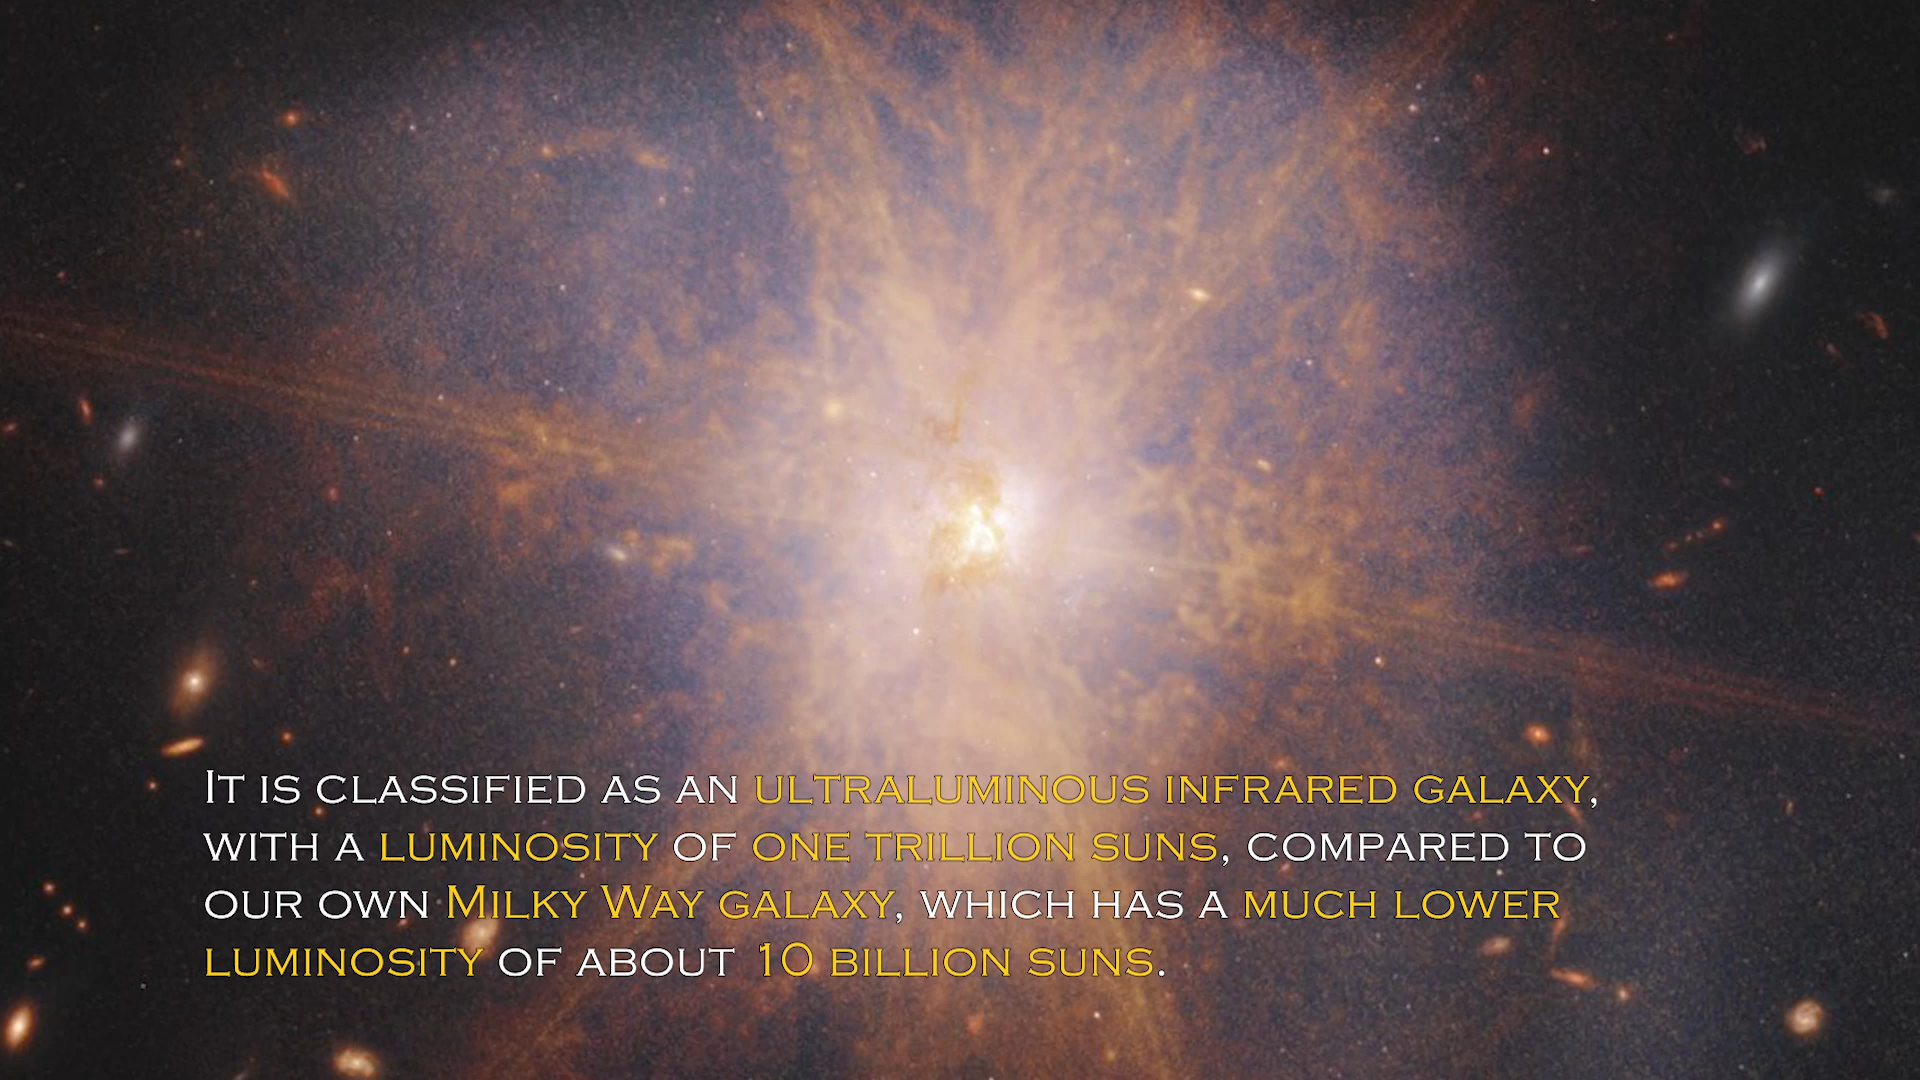 It is classified as an ultraluminous infrared galaxy,
with a luminosity of one trillion suns, compared to
our own Milky Way galaxy, which has a much lower
luminosity of about 10 billion suns.